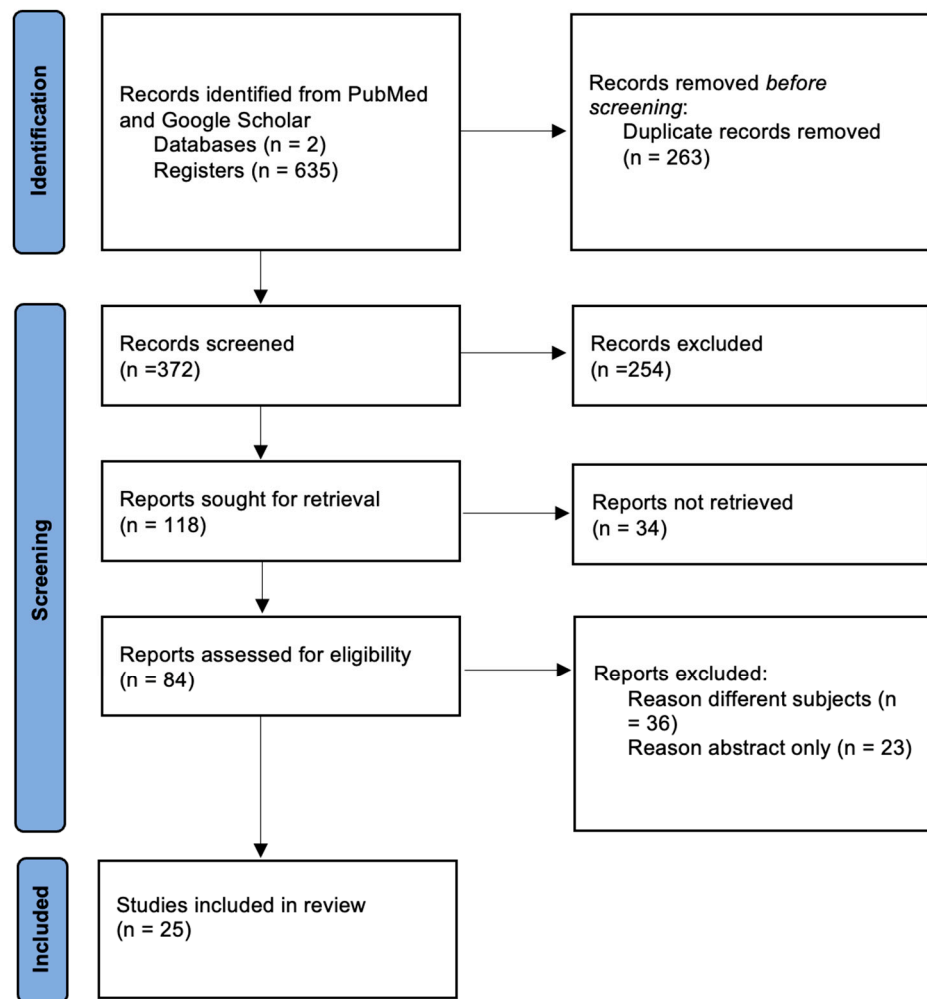 Identification
Records identified from PubMed
and Google Scholar
Databases (n = 2)
Registers (n = 635)
Records removed before
screening:
Duplicate records removed
(n = 263)
Screening
Records screened
(n =372)
Records excluded
(n =254)
Reports sought for retrieval
(n = 118)
Reports not retrieved
(n = 34)
Reports assessed for eligibility
(n = 84)
Reports excluded:
Reason different subjects (n
= 36)
Reason abstract only (n = 23)
Included
Studies included in review
(n = 25)